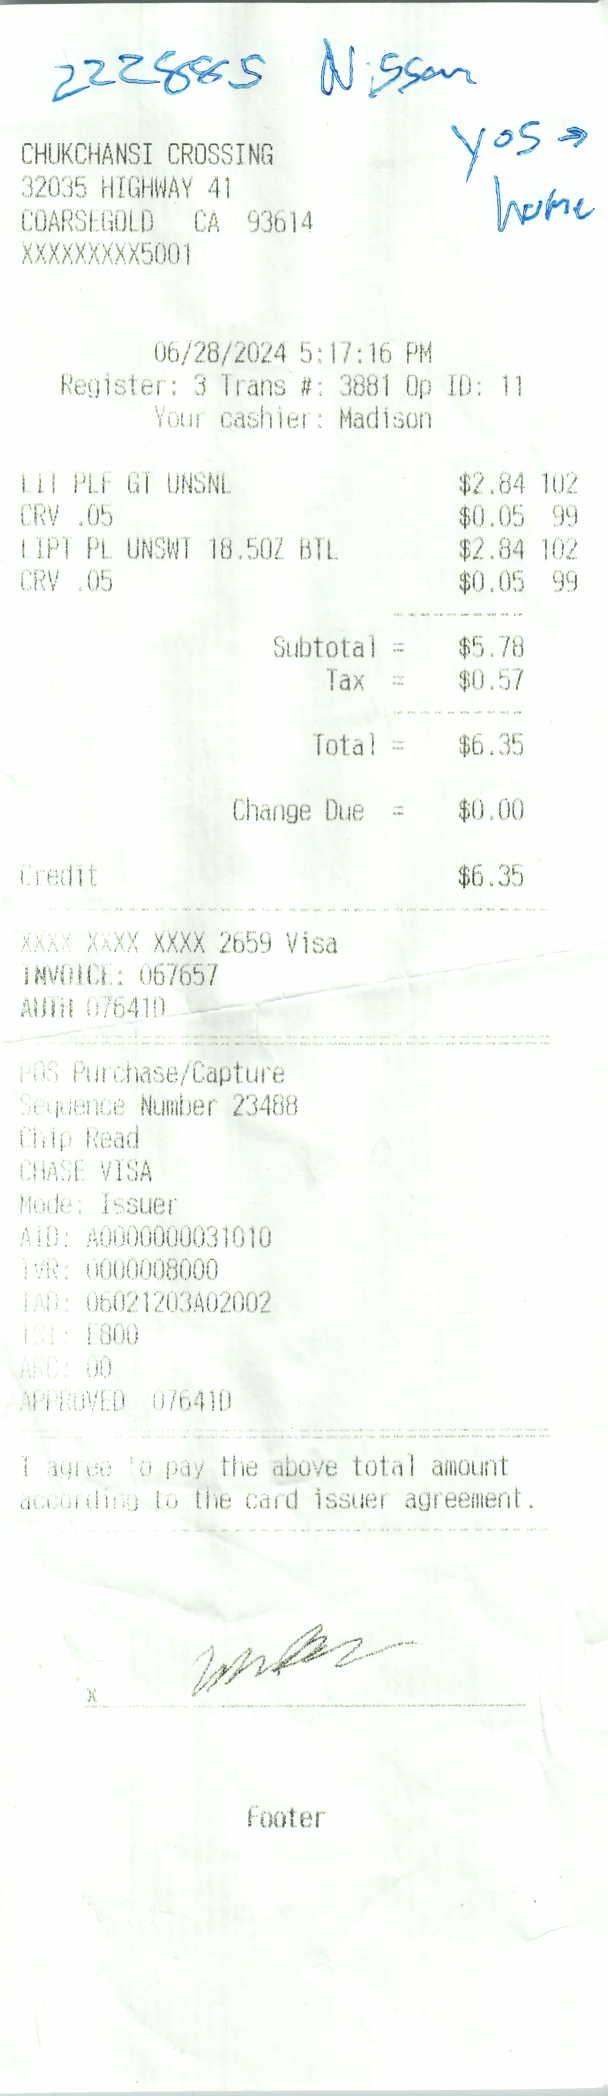 222885 Nissan
yos →
home
CHUKCHANSI CROSSING
32035 HIGHWAY 41
COARSEGOLD CA 93614
XXXXXXXXX5001
06/28/2024 5:17:16 PM
Register: 3 Trans #: 3881 Op ID: 11
Your cashier: Madison
LIT PLF GT UNSNL $2.84 102
CRV .05 $0.05 99
LIPT PL UNSWT 18.5OZ BTL $2.84 102
CRV .05 $0.05 99
Subtotal = $5.78
Tax = $0.57
Total = $6.35
Change Due = $0.00
Credit $6.35
XXXX XXXX XXXX 2659 Visa
INVOICE: 067657
AUTH 07641D
POS Purchase/Capture
Sequence Number 23488
Chip Read
CHASE VISA
Mode: Issuer
AID: A0000000031010
TVR: 0000008000
IAD: 06021203A02002
TSI: E800
ARC: 00
APPROVED 07641D
I agree to pay the above total amount
according to the card issuer agreement.
X
Footer